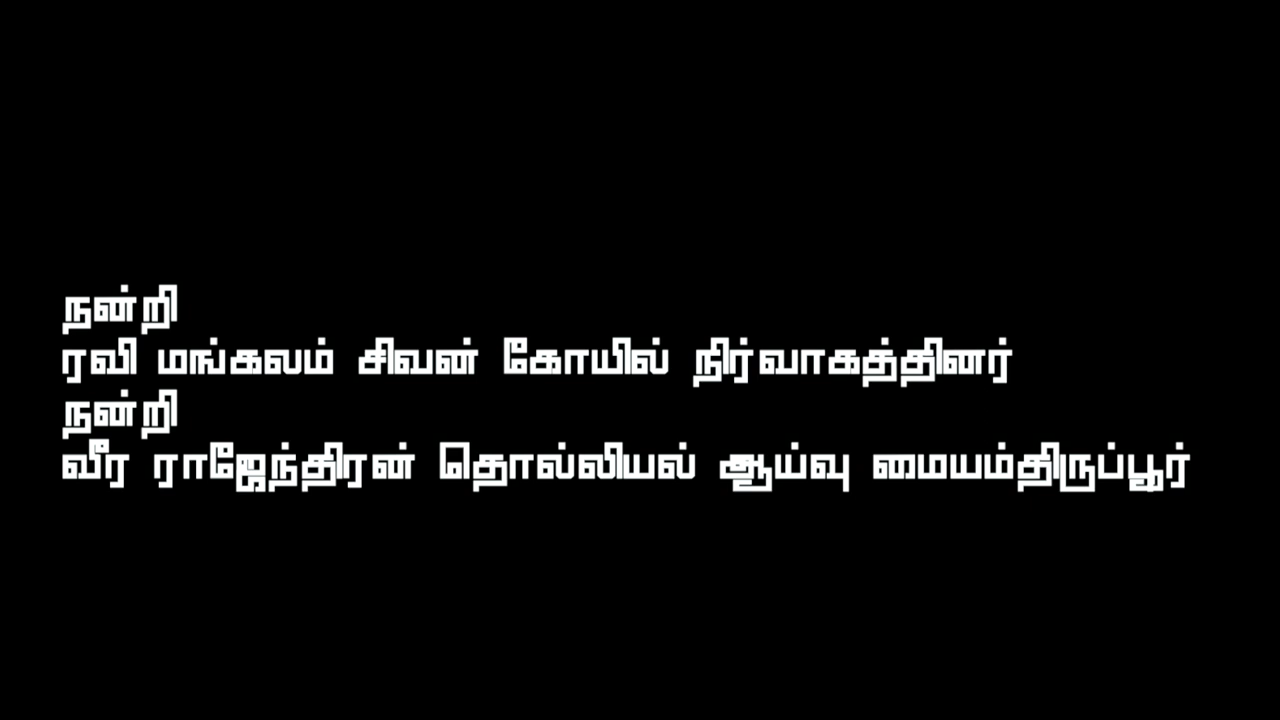 நன்றி
ரவி மங்கலம் சிவன் கோயில் நிர்வாகத்தினர்
நன்றி
வீர ராஜேந்திரன் தொல்லியல் ஆய்வு மையம்திருப்பூர்